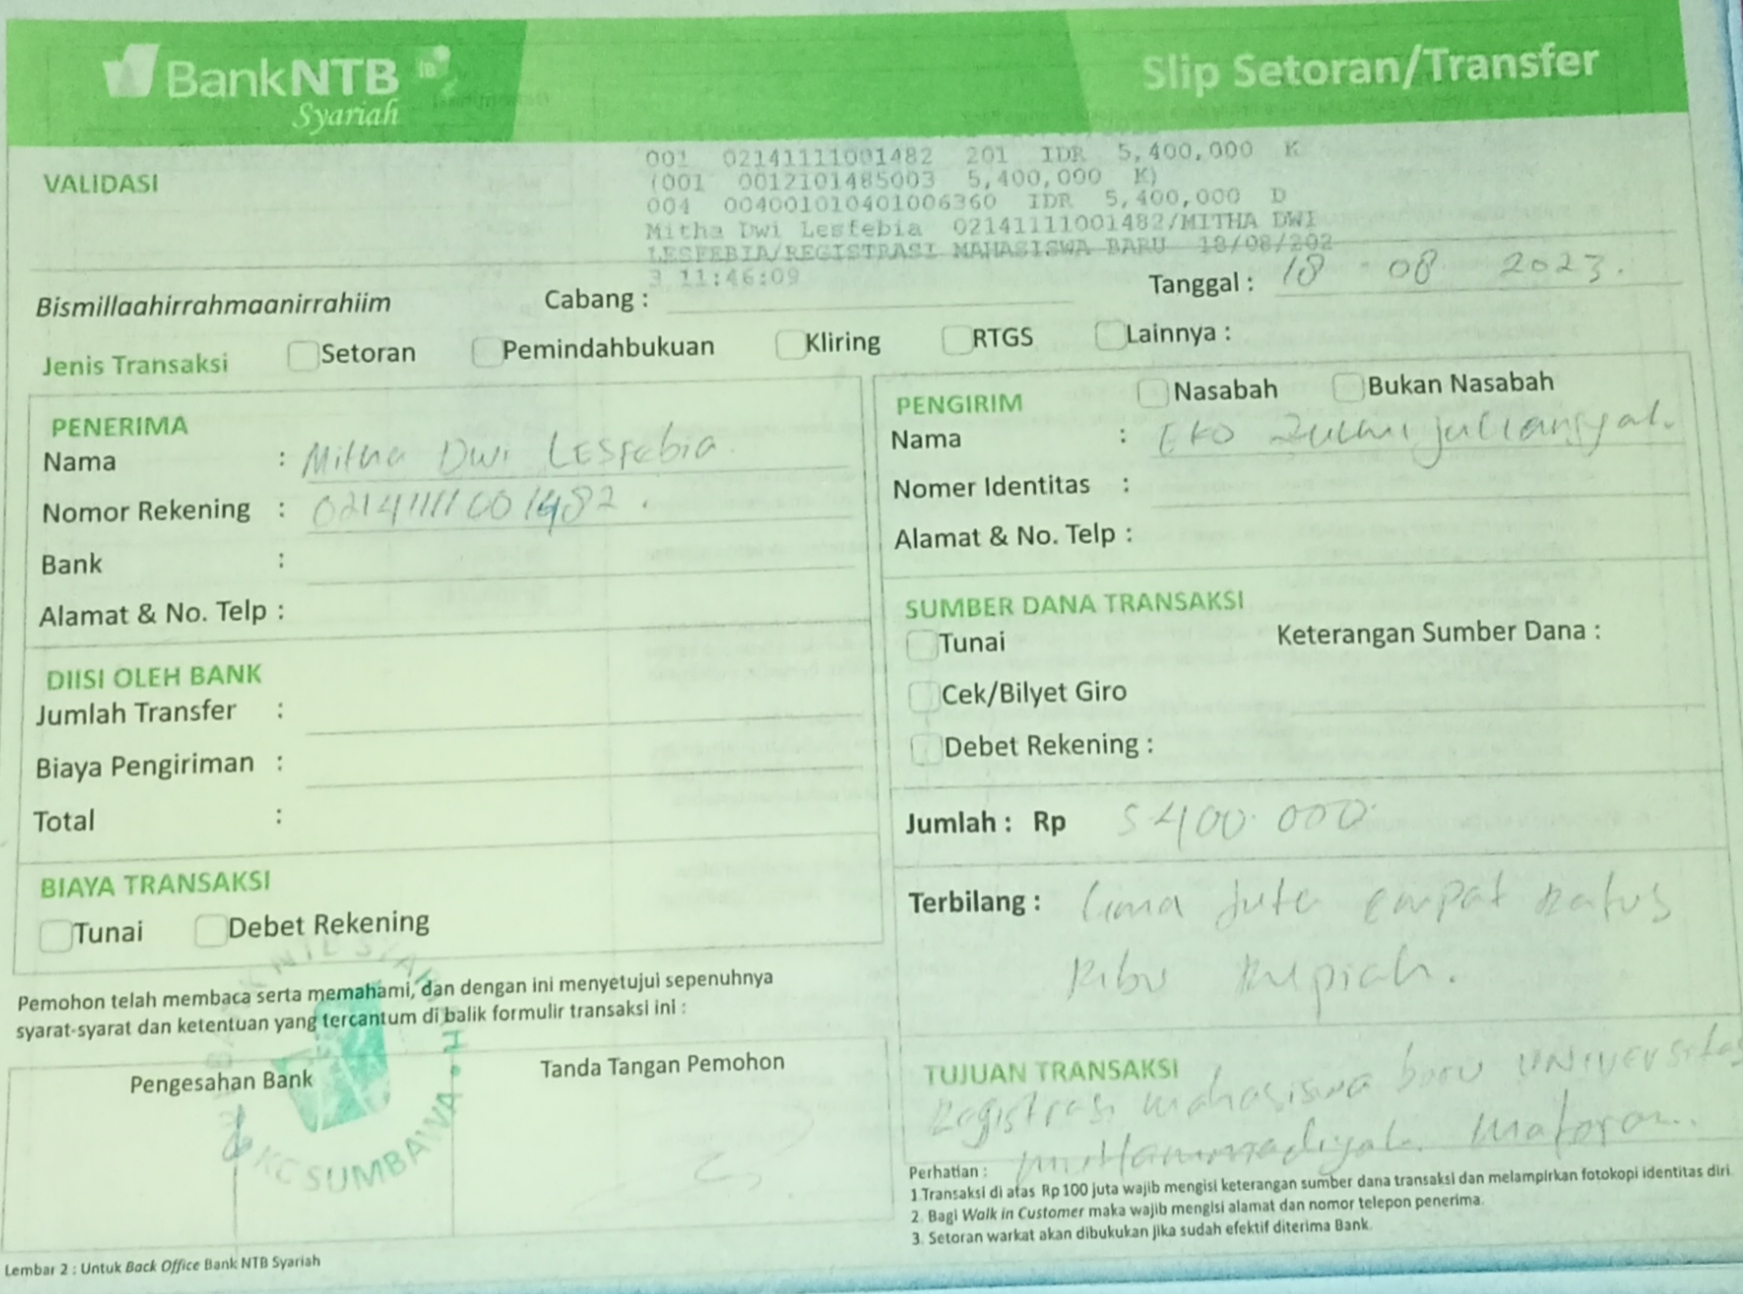 BankNTB
Syariah
Slip Setoran/Transfer
VALIDASI
001 02141111001482 201 IDR 5,400,000 K
(001 0012101485003 5,400,000 K)
004 004001010401006360 IDR 5,400,000 D
Mitha Dwi Lesfebia 02141111001482/MITHA DWI
LESFEBIA/REGISTRASI MAHASISWA BARU 18/08/202
3 11:46:09
Bismillaahirrahmaanirrahiim Cabang : Tanggal : 18 - 08 2023.
Jenis Transaksi Setoran Pemindahbukuan Kliring RTGS Lainnya :
PENERIMA
Nama : Mitha Dwi Lesfebia.
Nomor Rekening : 02141111001482.
Bank :
Alamat & No. Telp :
DIISI OLEH BANK
Jumlah Transfer :
Biaya Pengiriman :
Total :
BIAYA TRANSAKSI
Tunai Debet Rekening
Pemohon telah membaca serta memahami, dan dengan ini menyetujui sepenuhnya
syarat-syarat dan ketentuan yang tercantum di balik formulir transaksi ini :
Pengesahan Bank Tanda Tangan Pemohon
KC SUMBAWA
Lembar 2 : Untuk Back Office Bank NTB Syariah
PENGIRIM Nasabah Bukan Nasabah
Nama : Eko Zulmi juliansyah.
Nomer Identitas :
Alamat & No. Telp :
SUMBER DANA TRANSAKSI
Tunai Keterangan Sumber Dana :
Cek/Bilyet Giro
Debet Rekening :
Jumlah : Rp 5.400.000
Terbilang : Lima Juta empat Ratus
Ribu Rupiah.
TUJUAN TRANSAKSI
Registrasi mahasiswa baru UNIVERSitas
muhammadiyah Mataram.
Perhatian :
1.Transaksi di atas Rp 100 juta wajib mengisi keterangan sumber dana transaksi dan melampirkan fotokopi identitas diri.
2. Bagi Walk in Customer maka wajib mengisi alamat dan nomor telepon penerima.
3. Setoran warkat akan dibukukan jika sudah efektif diterima Bank.